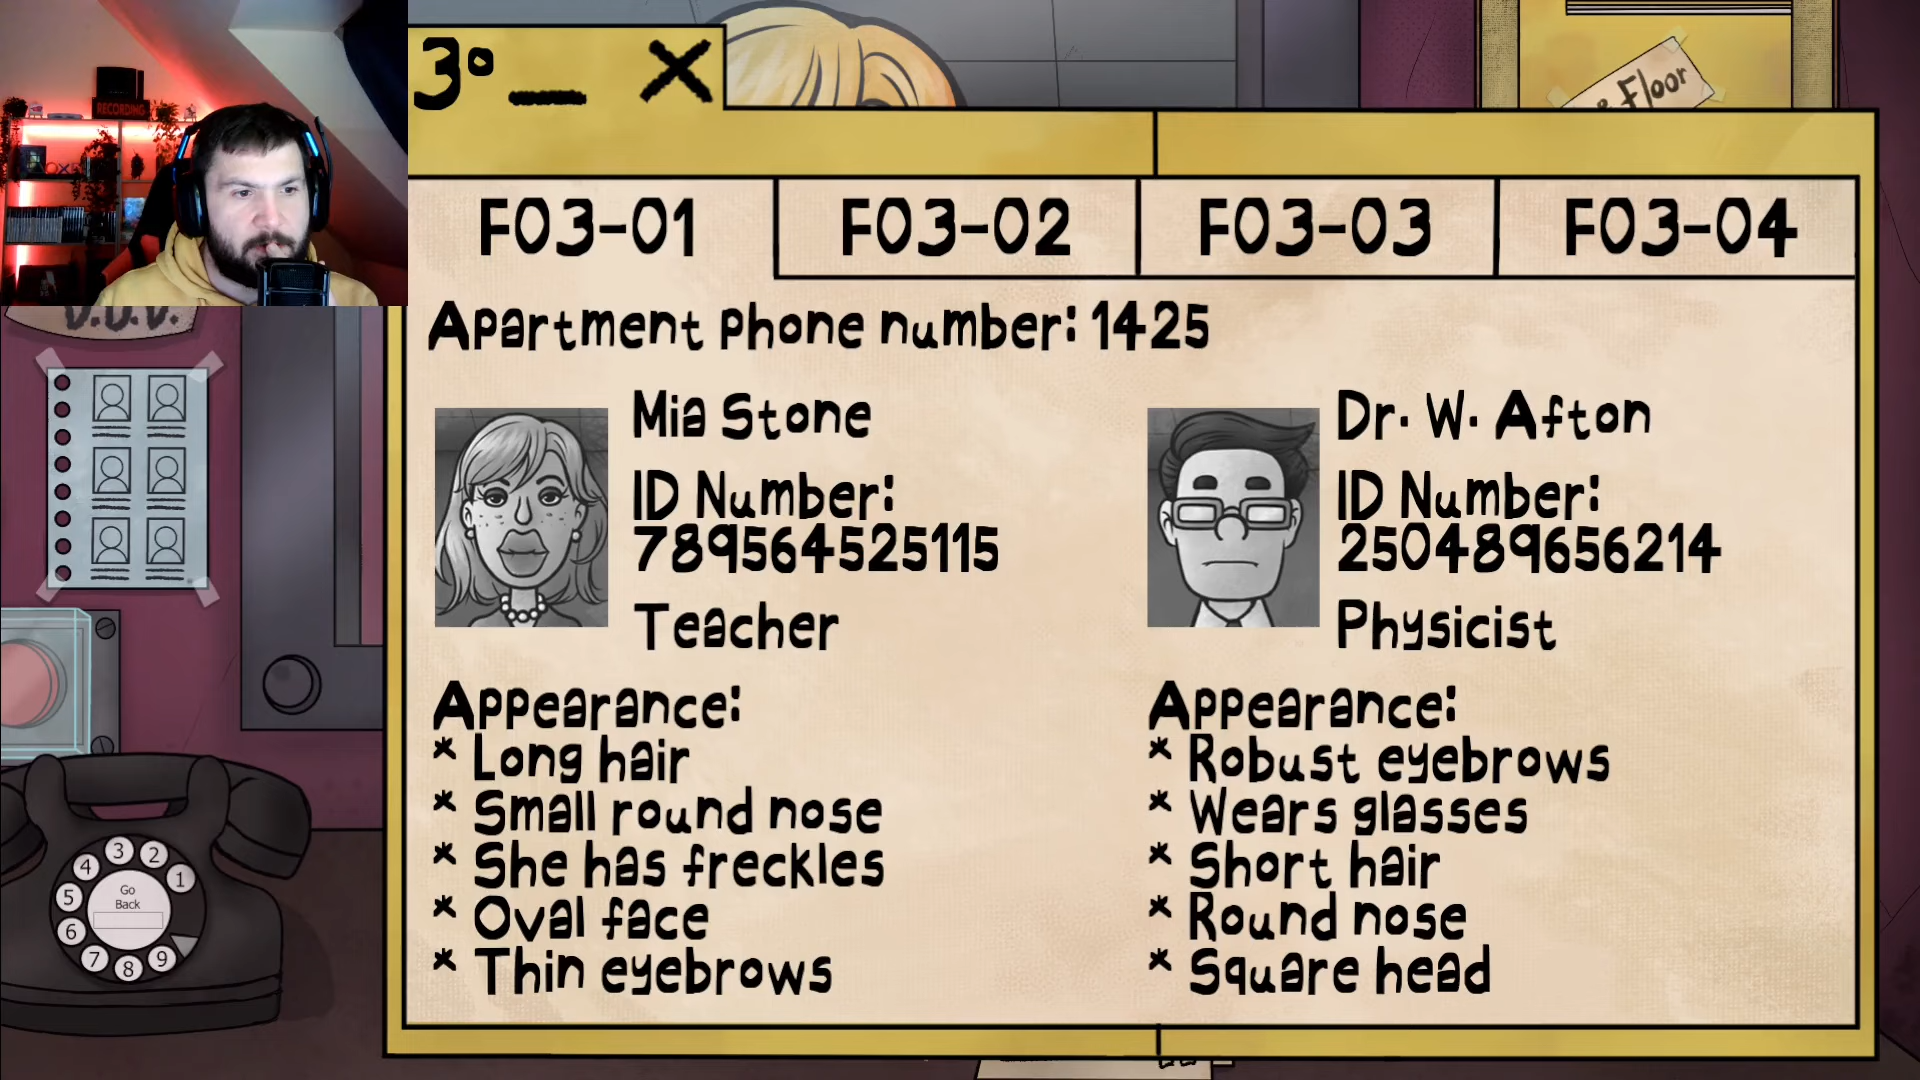 RECORDING
3º __ X
Floor
F03-01
F03-02
F03-03
F03-04
Apartment phone number: 1425
Mia Stone
ID Number:
789564525115
Teacher
Appearance:
* Long hair
* Small round nose
* She has freckles
* Oval face
* Thin eyebrows
Dr. W. Afton
ID Number:
250489656214
Physicist
Appearance:
* Robust eyebrows
* Wears glasses
* Short hair
* Round nose
* Square head
D.D.D.
3
2
4
1
5
Go
Back
6
7
8
9